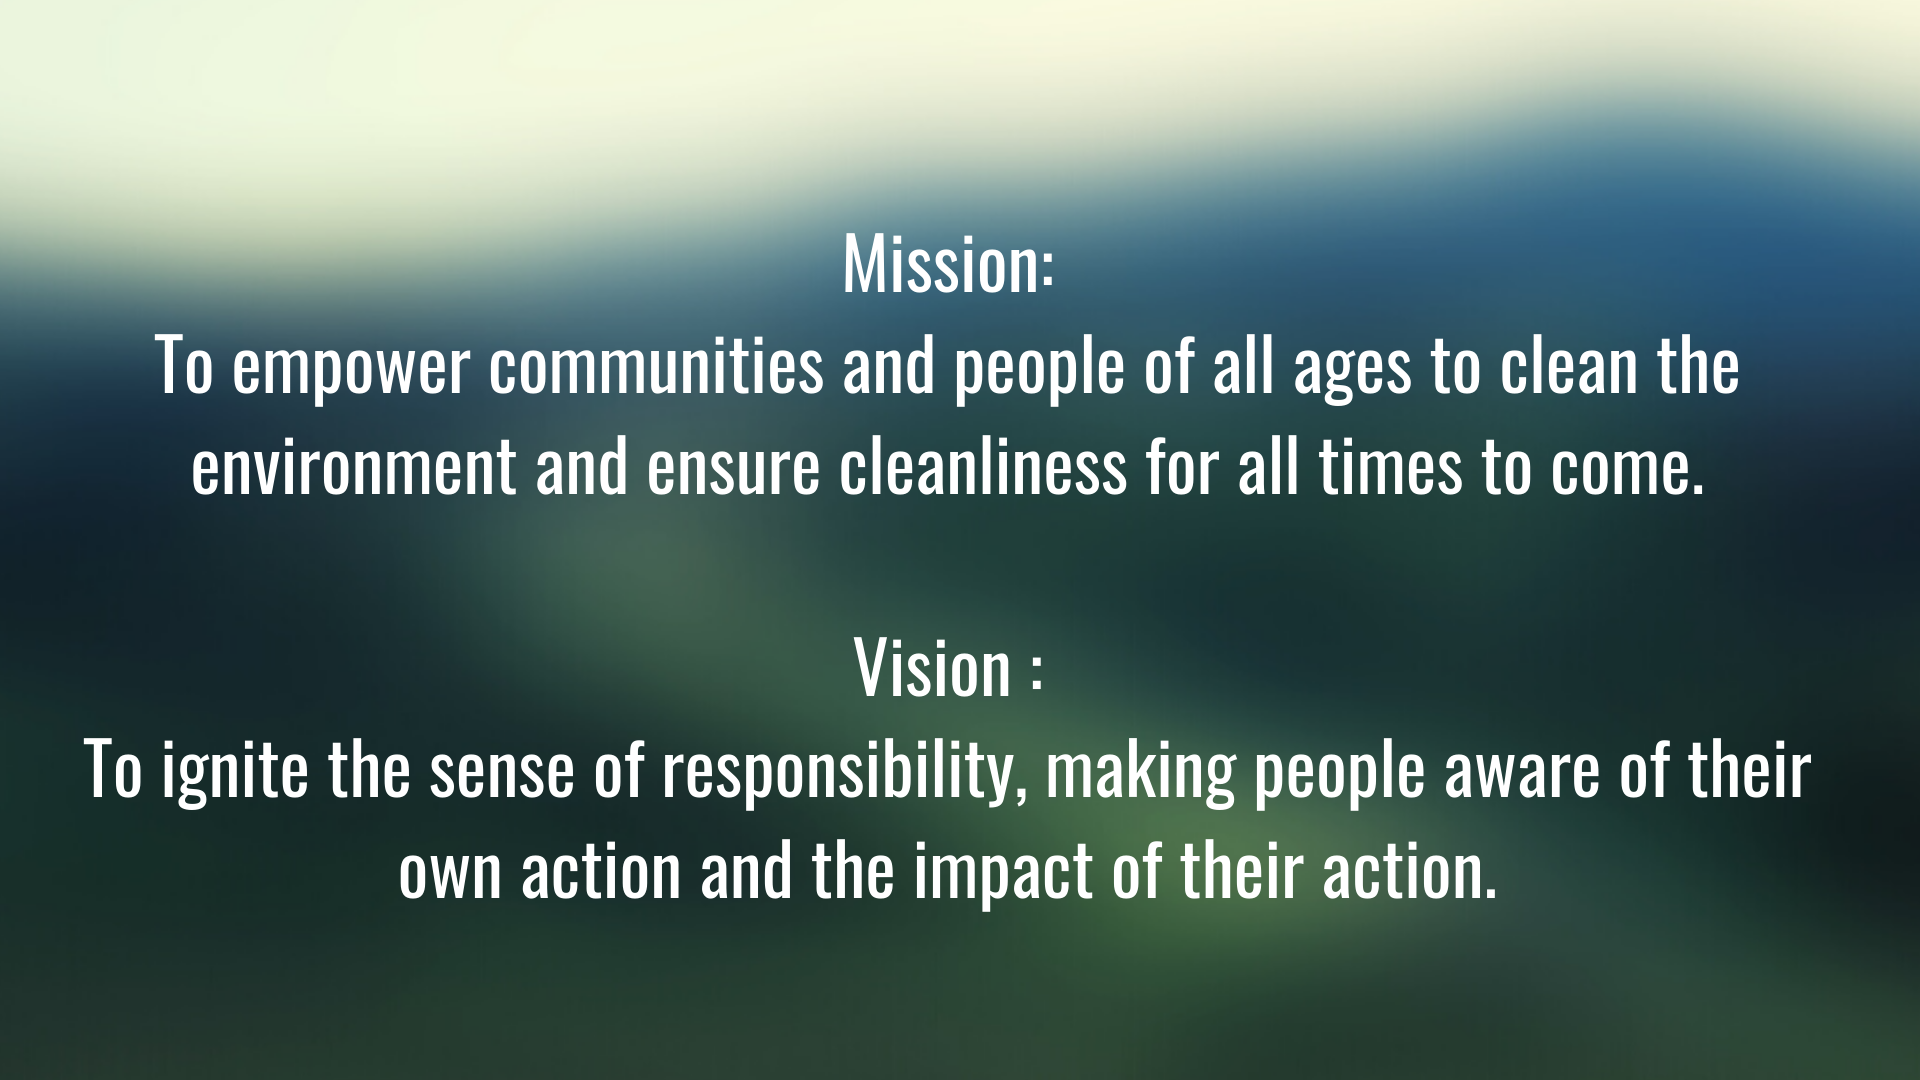 Mission:
To empower communities and people of all ages to clean the
environment and ensure cleanliness for all times to come.
Vision :
To ignite the sense of responsibility, making people aware of their
own action and the impact of their action.